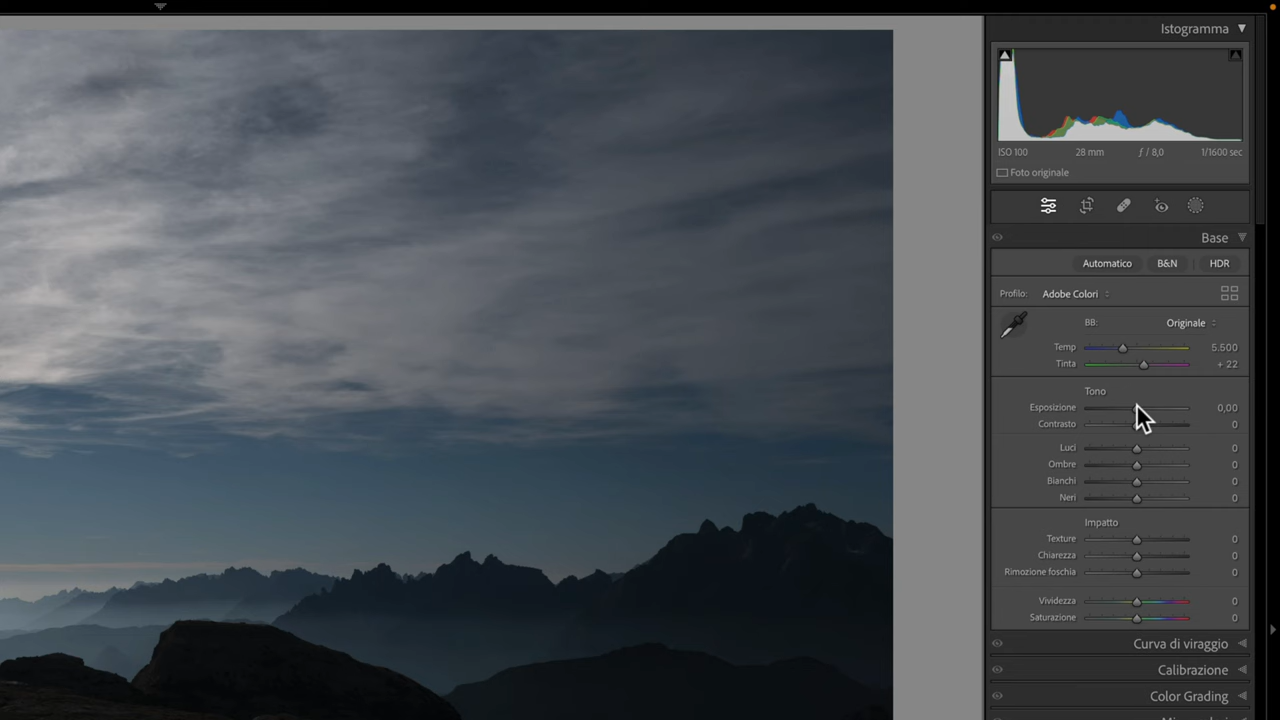 Istogramma
ISO 100 28 mm ƒ / 8,0 1/1600 sec
Foto originale
Base
Automatico B&N HDR
Profilo: Adobe Colori
BB: Originale
Temp 5.500
Tinta + 22
Tono
Esposizione 0,00
Contrasto 0
Luci 0
Ombre 0
Bianchi 0
Neri 0
Impatto
Texture 0
Chiarezza 0
Rimozione foschia 0
Vividezza 0
Saturazione 0
Curva di viraggio
Calibrazione
Color Grading